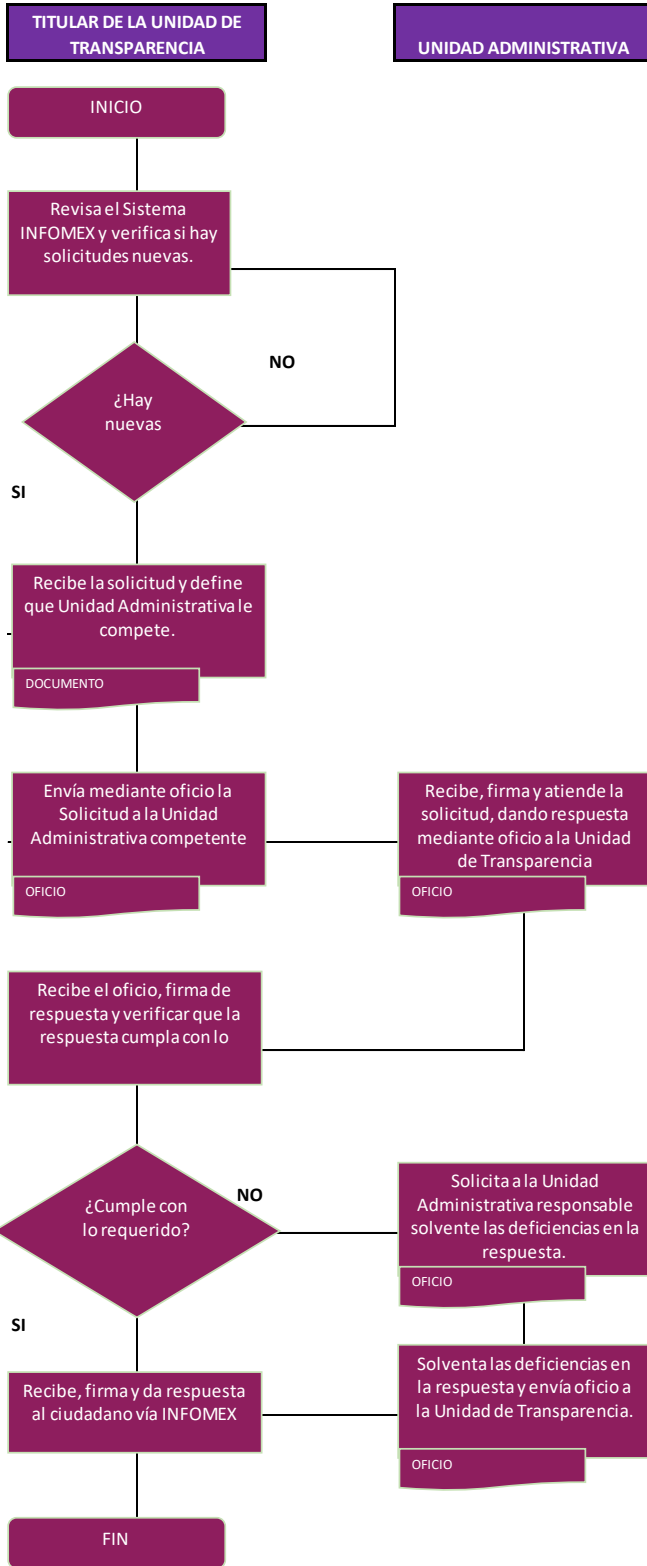 TITULAR DE LA UNIDAD DE
TRANSPARENCIA
UNIDAD ADMINISTRATIVA
INICIO
Revisa el Sistema
INFOMEX y verifica si hay
solicitudes nuevas.
NO
¿Hay
nuevas
SI
Recibe la solicitud y define
que Unidad Administrativa le
compete.
DOCUMENTO
Envía mediante oficio la
Solicitud a la Unidad
Administrativa competente
OFICIO
Recibe, firma y atiende la
solicitud, dando respuesta
mediante oficio a la Unidad
de Transparencia
OFICIO
Recibe el oficio, firma de
respuesta y verificar que la
respuesta cumpla con lo
¿Cumple con
lo requerido?
NO
Solicita a la Unidad
Administrativa responsable
solvente las deficiencias en la
respuesta.
OFICIO
SI
Recibe, firma y da respuesta
al ciudadano vía INFOMEX
Solventa las deficiencias en
la respuesta y envía oficio a
la Unidad de Transparencia.
OFICIO
FIN